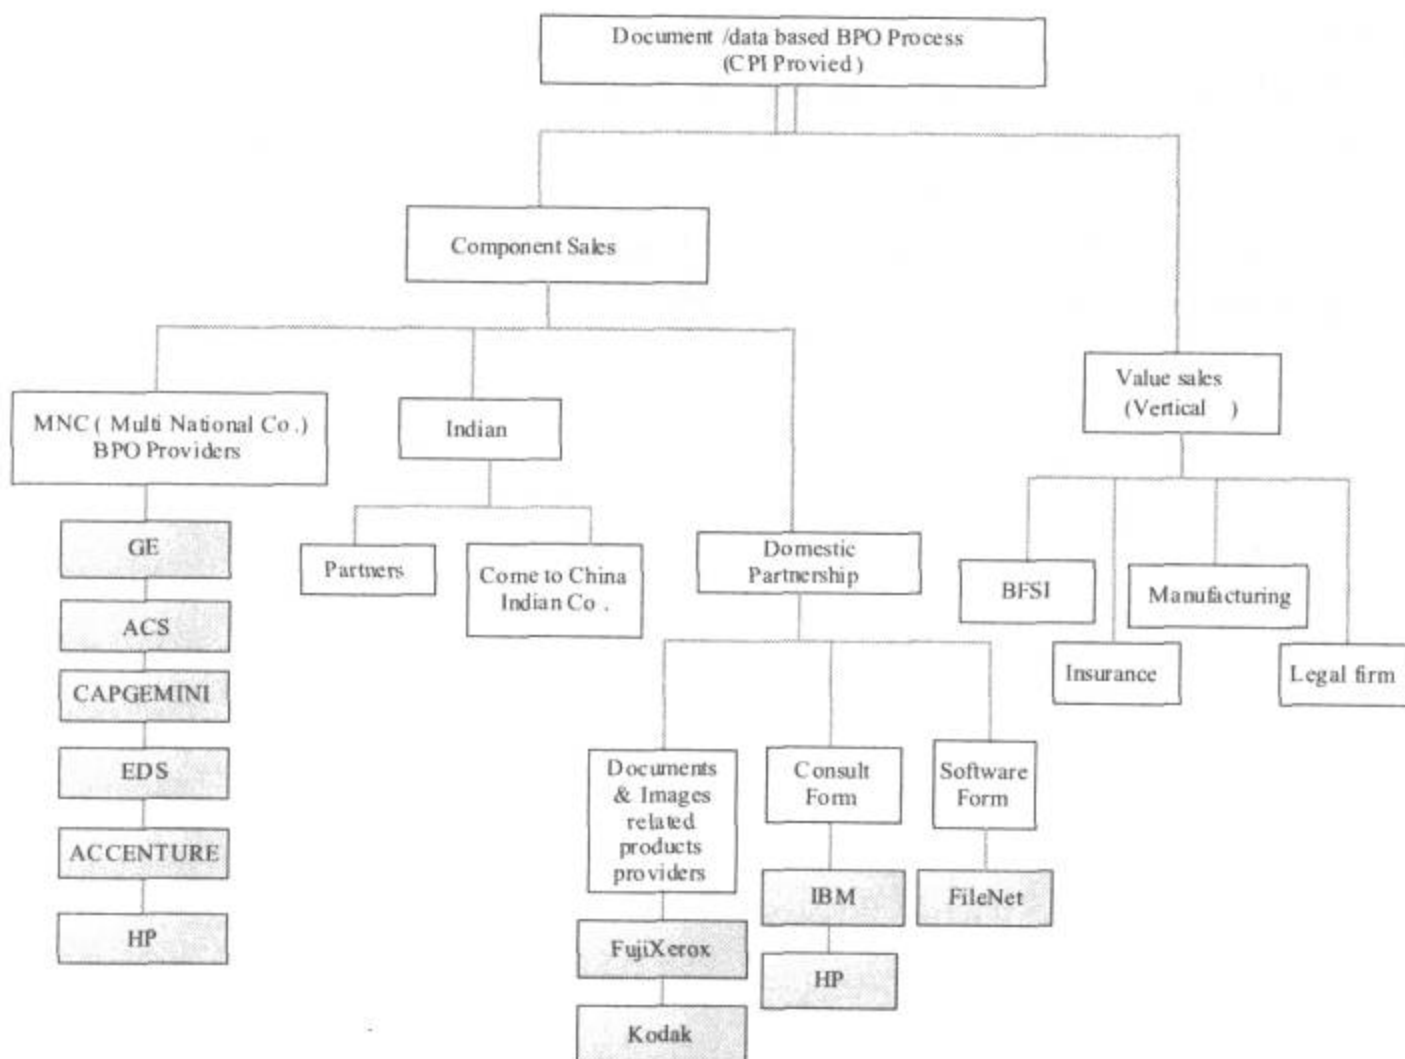 Document /data based BPO Process
(CPI Provied )
Component Sales
Value sales
(Vertical )
MNC ( Multi National Co .)
BPO Providers
Indian
GE
ACS
CAPGEMINI
EDS
ACCENTURE
HP
Partners
Come to China
Indian Co .
Domestic
Partnership
BFSI
Manufacturing
Insurance
Legal firm
Documents
& Images
related
products
providers
FujiXerox
Kodak
Consult
Form
IBM
HP
Software
Form
FileNet